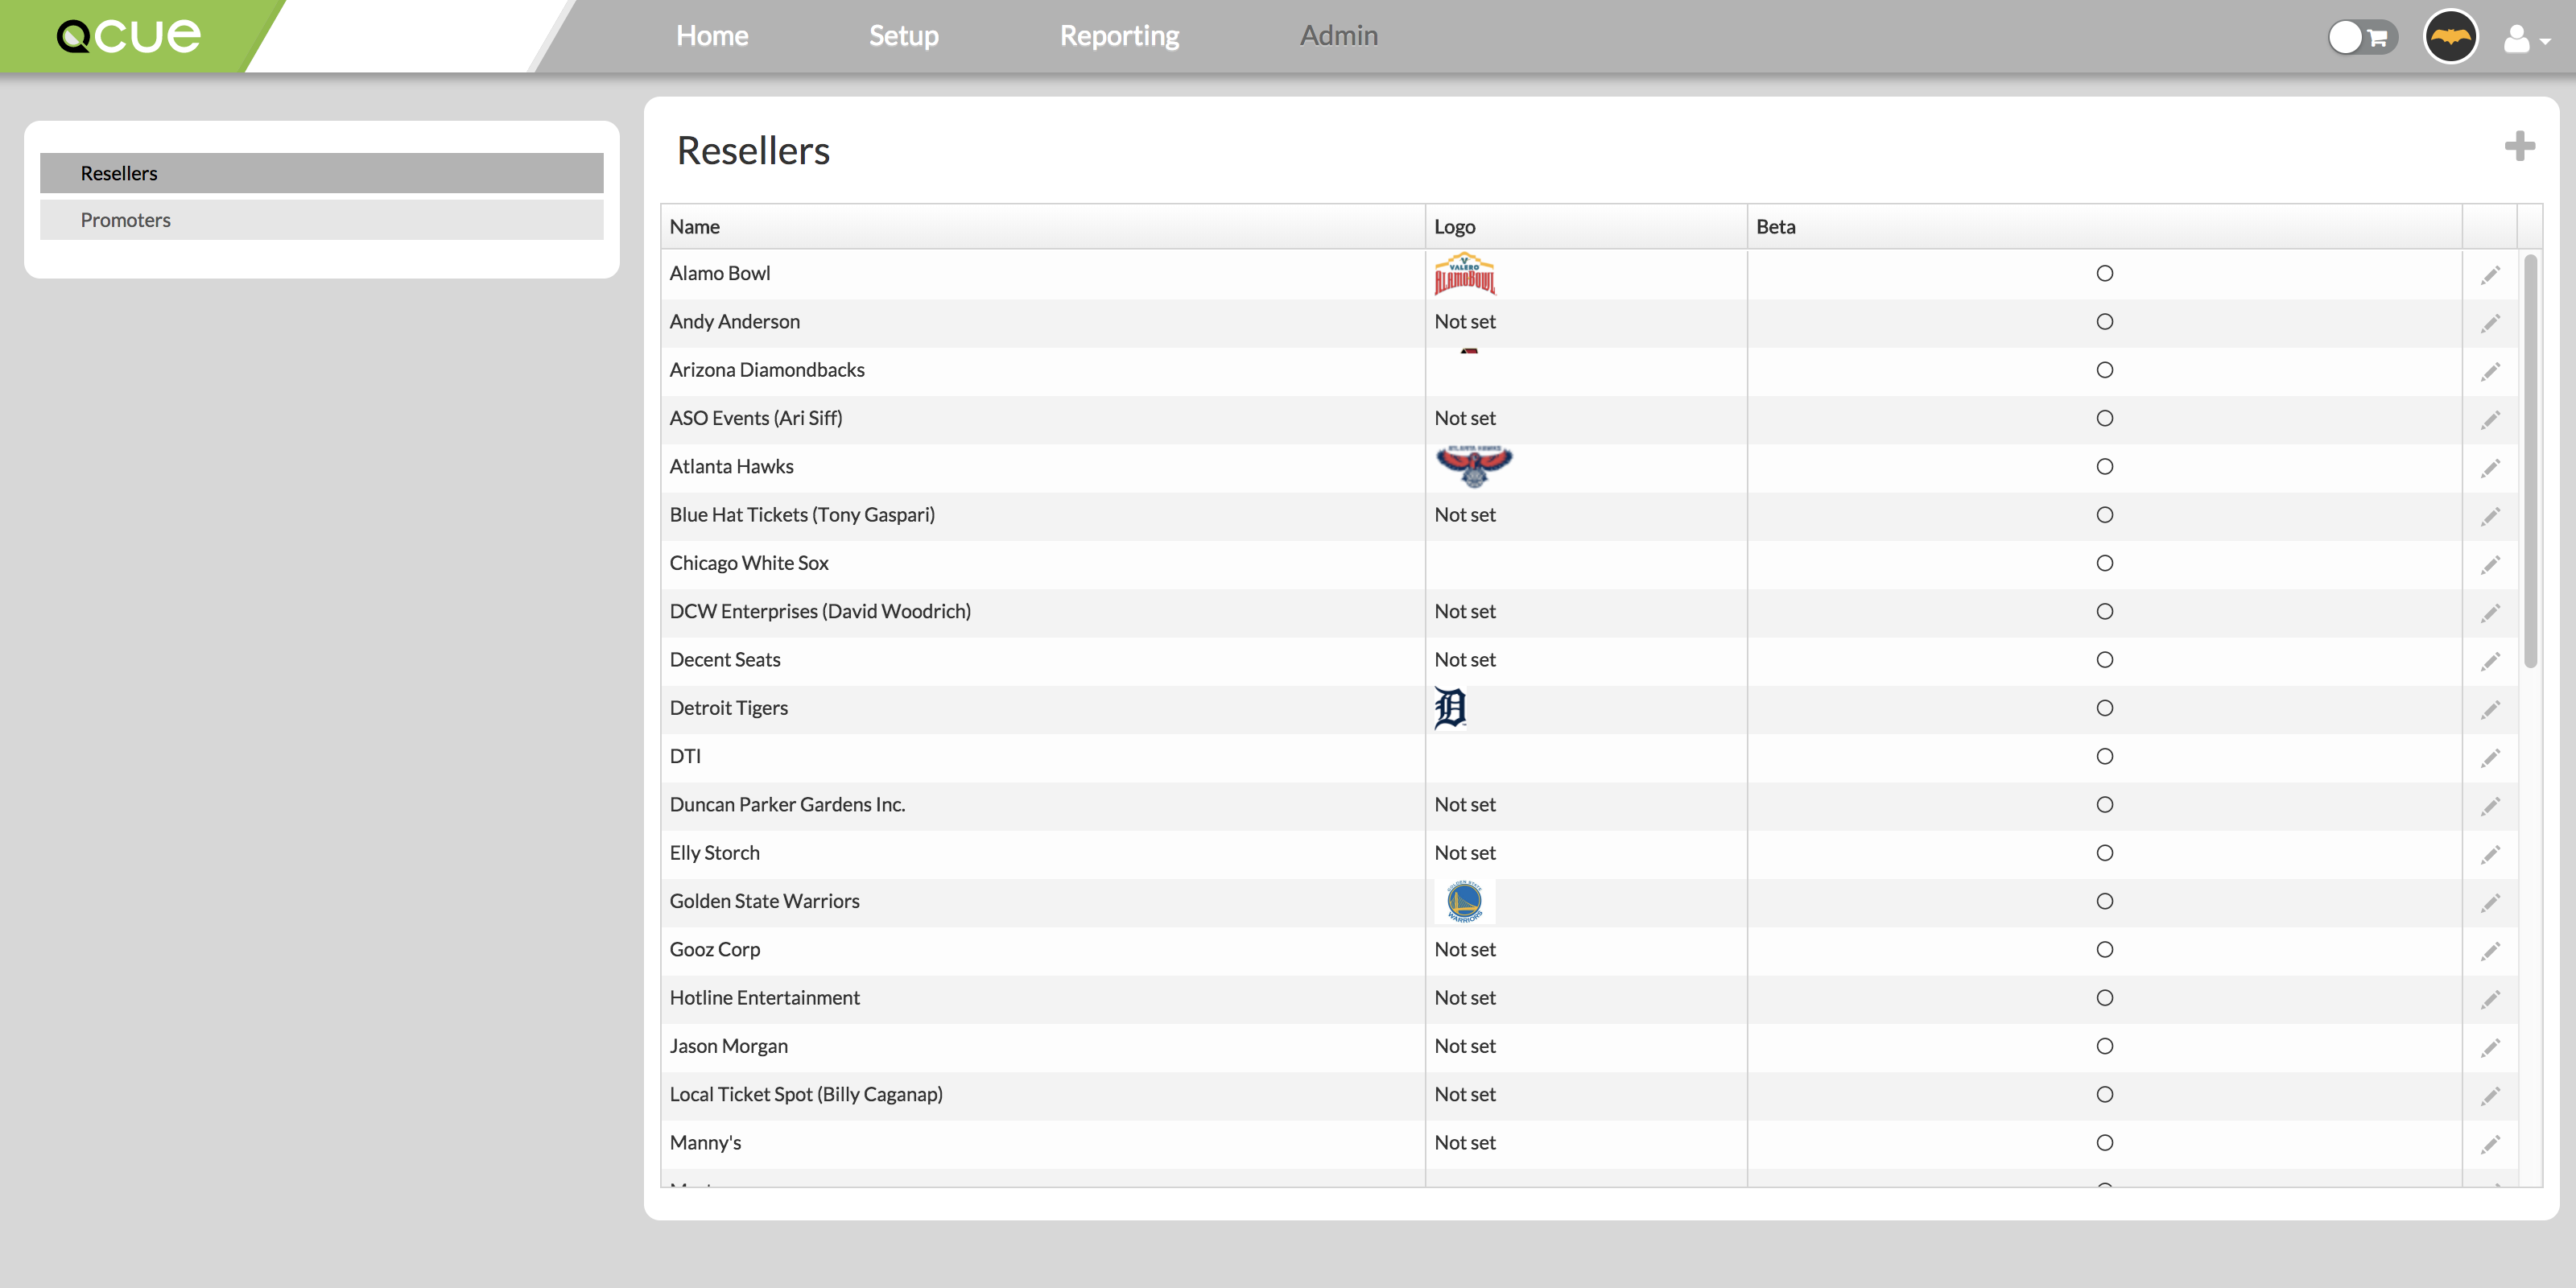 QCUE
Home Setup Reporting Admin
Resellers
Promoters
Resellers
Name Logo Beta
Alamo Bowl VALERO ALAMOBOWL
Andy Anderson Not set
Arizona Diamondbacks
ASO Events (Ari Siff) Not set
Atlanta Hawks ATLANTA HAWKS
Blue Hat Tickets (Tony Gaspari) Not set
Chicago White Sox
DCW Enterprises (David Woodrich) Not set
Decent Seats Not set
Detroit Tigers D
DTI
Duncan Parker Gardens Inc. Not set
Elly Storch Not set
Golden State Warriors GOLDEN STATE WARRIORS
Gooz Corp Not set
Hotline Entertainment Not set
Jason Morgan Not set
Local Ticket Spot (Billy Caganap) Not set
Manny's Not set